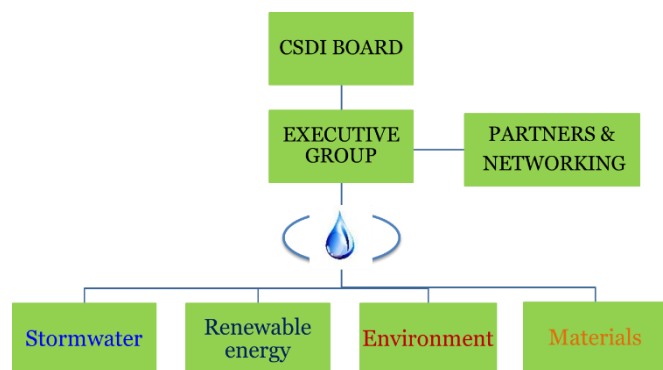 CSDI BOARD
EXECUTIVE
GROUP
PARTNERS &
NETWORKING
Stormwater
Renewable
energy
Environment
Materials